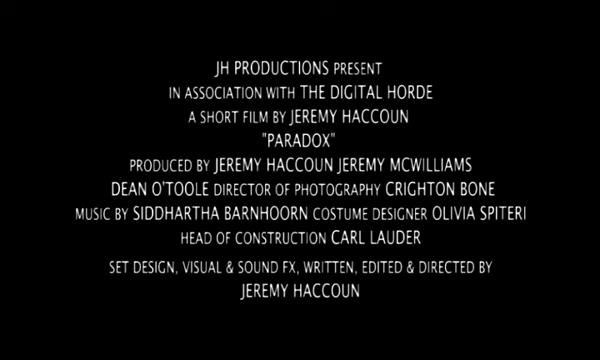 JH PRODUCTIONS PRESENT
IN ASSOCIATION WITH THE DIGITAL HORDE
A SHORT FILM BY JEREMY HACCOUN
"PARADOX"
PRODUCED BY JEREMY HACCOUN JEREMY MCWILLIAMS
DEAN O'TOOLE DIRECTOR OF PHOTOGRAPHY CRIGHTON BONE
MUSIC BY SIDDHARTHA BARNHOORN COSTUME DESIGNER OLIVIA SPITERI
HEAD OF CONSTRUCTION CARL LAUDER
SET DESIGN, VISUAL & SOUND FX, WRITTEN, EDITED & DIRECTED BY
JEREMY HACCOUN